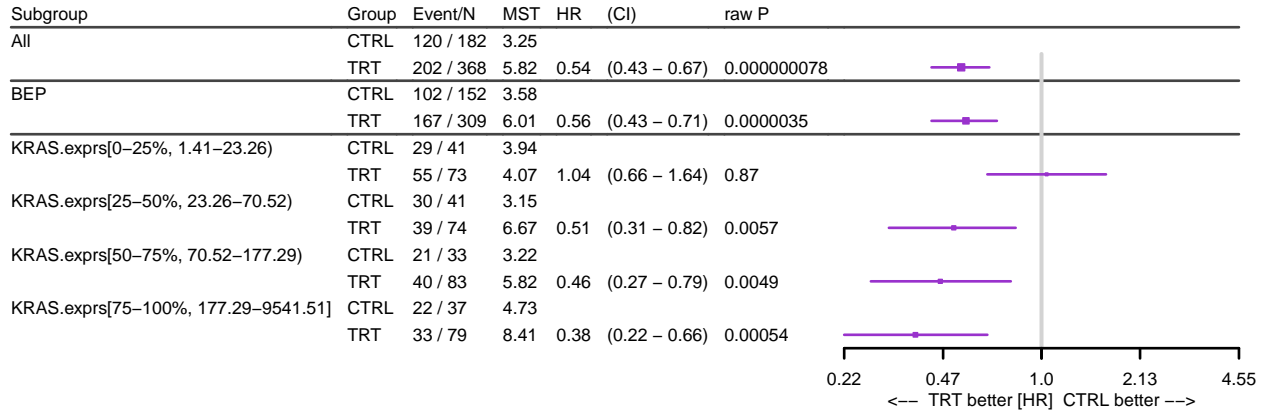 Subgroup Group Event/N MST HR (CI) raw P
All CTRL 120 / 182 3.25
TRT 202 / 368 5.82 0.54 (0.43 – 0.67) 0.000000078
BEP CTRL 102 / 152 3.58
TRT 167 / 309 6.01 0.56 (0.43 – 0.71) 0.0000035
KRAS.exprs[0–25%, 1.41–23.26) CTRL 29 / 41 3.94
TRT 55 / 73 4.07 1.04 (0.66 – 1.64) 0.87
KRAS.exprs[25–50%, 23.26–70.52) CTRL 30 / 41 3.15
TRT 39 / 74 6.67 0.51 (0.31 – 0.82) 0.0057
KRAS.exprs[50–75%, 70.52–177.29) CTRL 21 / 33 3.22
TRT 40 / 83 5.82 0.46 (0.27 – 0.79) 0.0049
KRAS.exprs[75–100%, 177.29–9541.51] CTRL 22 / 37 4.73
TRT 33 / 79 8.41 0.38 (0.22 – 0.66) 0.00054
0.22 0.47 1.0 2.13 4.55
<–– TRT better [HR] CTRL better ––>